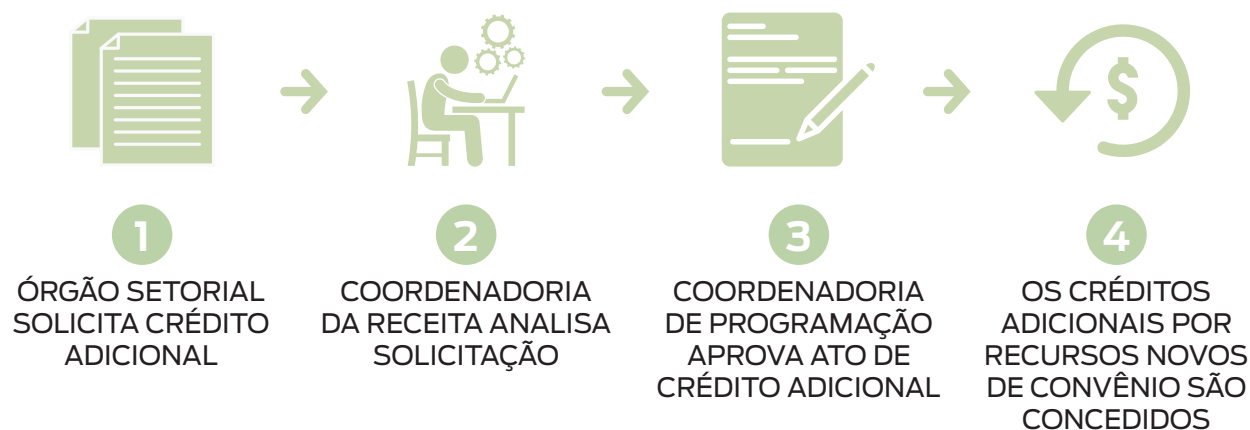 $
1
ÓRGÃO SETORIAL
SOLICITA CRÉDITO
ADICIONAL
2
COORDENADORIA
DA RECEITA ANALISA
SOLICITAÇÃO
3
COORDENADORIA
DE PROGRAMAÇÃO
APROVA ATO DE
CRÉDITO ADICIONAL
4
OS CRÉDITOS
ADICIONAIS POR
RECURSOS NOVOS
DE CONVÊNIO SÃO
CONCEDIDOS